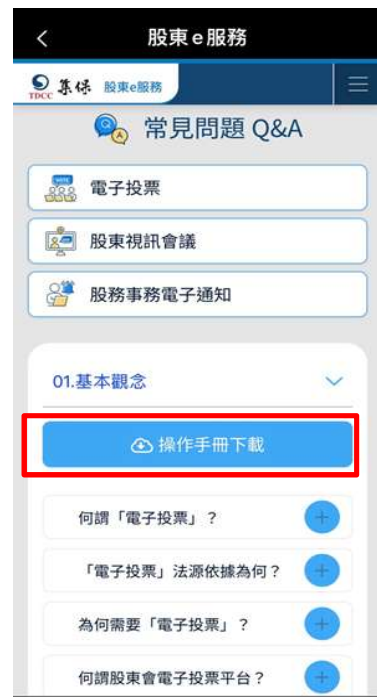 股東e服務
TDCC 集保 股東e服務
Q A 常見問題 Q&A
VOTE 電子投票
股東視訊會議
股務事務電子通知
01.基本觀念
操作手冊下載
何謂「電子投票」？
「電子投票」法源依據為何？
為何需要「電子投票」？
何謂股東會電子投票平台？